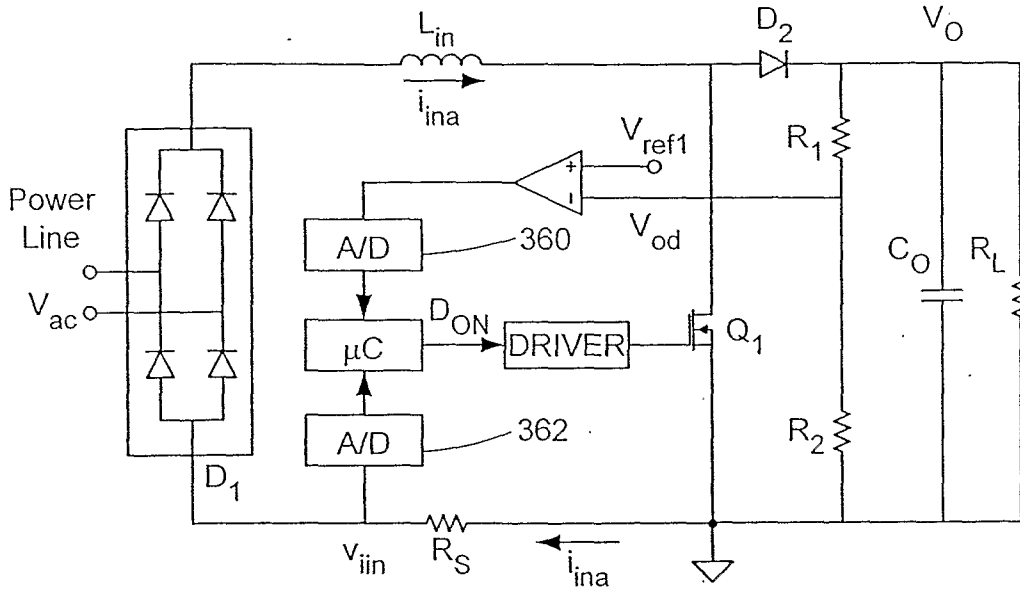 L_in
i_ina
D_2
V_O
V_ref1
+
-
V_od
R_1
Power
Line
V_ac
A/D
360
μC
D_ON
DRIVER
Q_1
C_O
R_L
A/D
362
R_2
D_1
v_iin
R_S
i_ina